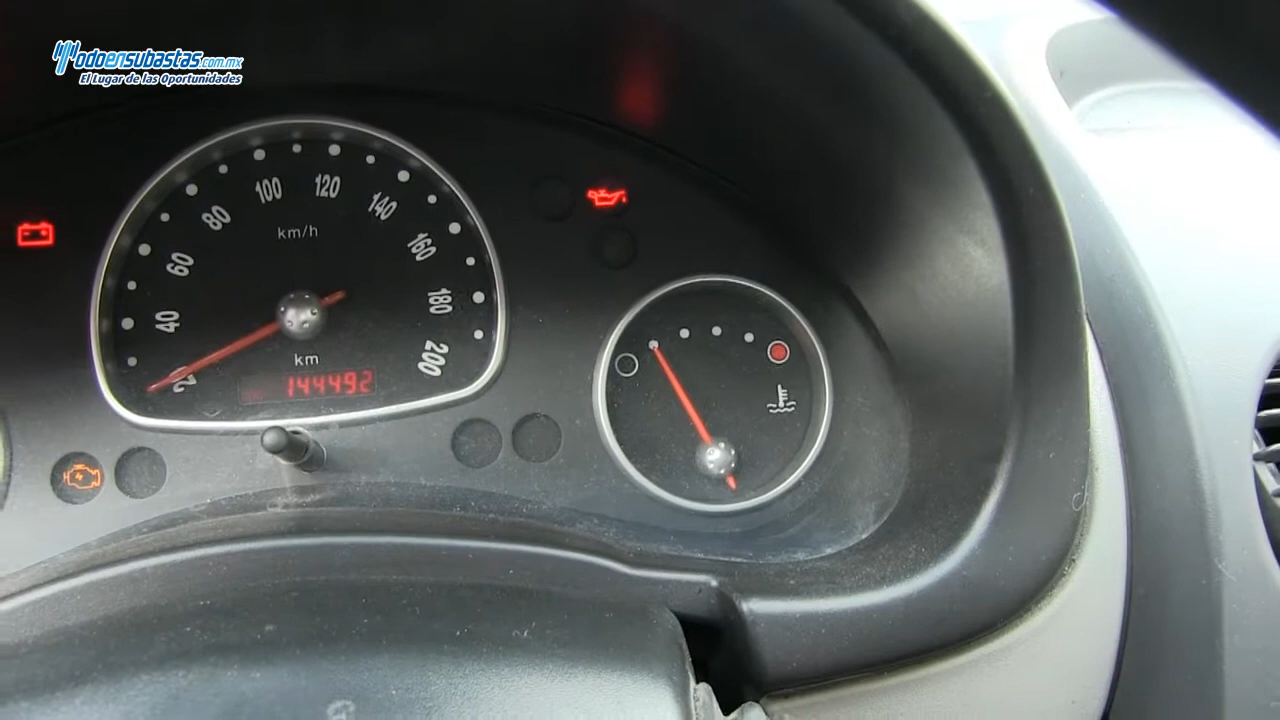 todoensubastas.com.mx
El Lugar de las Oportunidades
20
40
60
80
100
120
140
160
180
200
km/h
km
144492